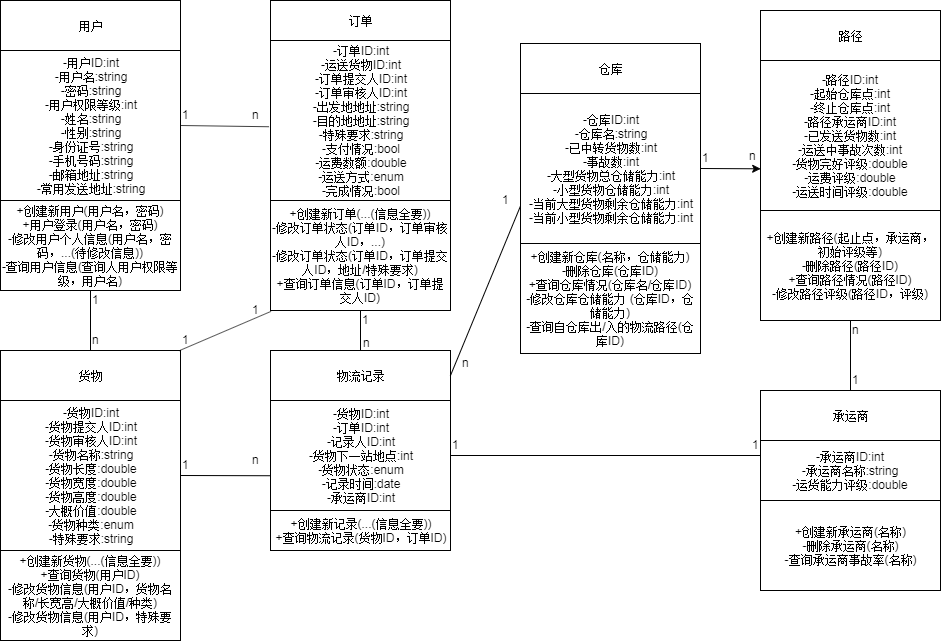 用户
-用户ID:int
-用户名:string
-密码:string
-用户权限等级:int
-姓名:string
-性别:string
-身份证号:string
-手机号码:string
-邮箱地址:string
-常用发送地址:string
+创建新用户(用户名，密码)
+用户登录(用户名，密码)
-修改用户个人信息(用户名，密
码，...(待修改信息))
-查询用户信息(查询人用户权限等
级，用户名)
订单
-订单ID:int
-运送货物ID:int
-订单提交人ID:int
-订单审核人ID:int
-出发地地址:string
-目的地地址:string
-特殊要求:string
-支付情况:bool
-运费数额:double
-运送方式:enum
-完成情况:bool
+创建新订单(...(信息全要))
-修改订单状态(订单ID，订单审核
人ID，...)
-修改订单状态(订单ID，订单提交
人ID，地址/特殊要求)
+查询订单信息(订单ID，订单提
交人ID)
仓库
-仓库ID:int
-仓库名:string
-已中转货物数:int
-事故数:int
-大型货物总仓储能力:int
-小型货物仓储能力:int
-当前大型货物剩余仓储能力:int
-当前小型货物剩余仓储能力:int
+创建新仓库(名称，仓储能力)
-删除仓库(仓库ID)
+查询仓库情况(仓库名/仓库ID)
-修改仓库仓储能力 (仓库ID，仓
储能力)
-查询自仓库出/入的物流路径(仓
库ID)
路径
-路径ID:int
-起始仓库点:int
-终止仓库点:int
-路径承运商ID:int
-已发送货物数:int
-运送中事故次数:int
-货物完好评级:double
-运费评级:double
-运送时间评级:double
+创建新路径(起止点，承运商，
初始评级等)
-删除路径(路径ID)
+查询路径情况(路径ID)
-修改路径评级(路径ID，评级)
货物
-货物ID:int
-货物提交人ID:int
-货物审核人ID:int
-货物名称:string
-货物长度:double
-货物宽度:double
-货物高度:double
-大概价值:double
-货物种类:enum
-特殊要求:string
+创建新货物(...(信息全要))
+查询货物(用户ID)
-修改货物信息(用户ID，货物名
称/长宽高/大概价值/种类)
-修改货物信息(用户ID，特殊要
求)
物流记录
-货物ID:int
-订单ID:int
-记录人ID:int
-货物下一站地点:int
-货物状态:enum
-记录时间:date
-承运商ID:int
+创建新记录(...(信息全要))
+查询物流记录(货物ID，订单ID)
承运商
-承运商ID:int
-承运商名称:string
-运货能力评级:double
+创建新承运商(名称)
-删除承运商(名称)
-查询承运商事故率(名称)
1
n
1
n
1
1
1
n
1
n
1
n
1
n
1
1
n
1